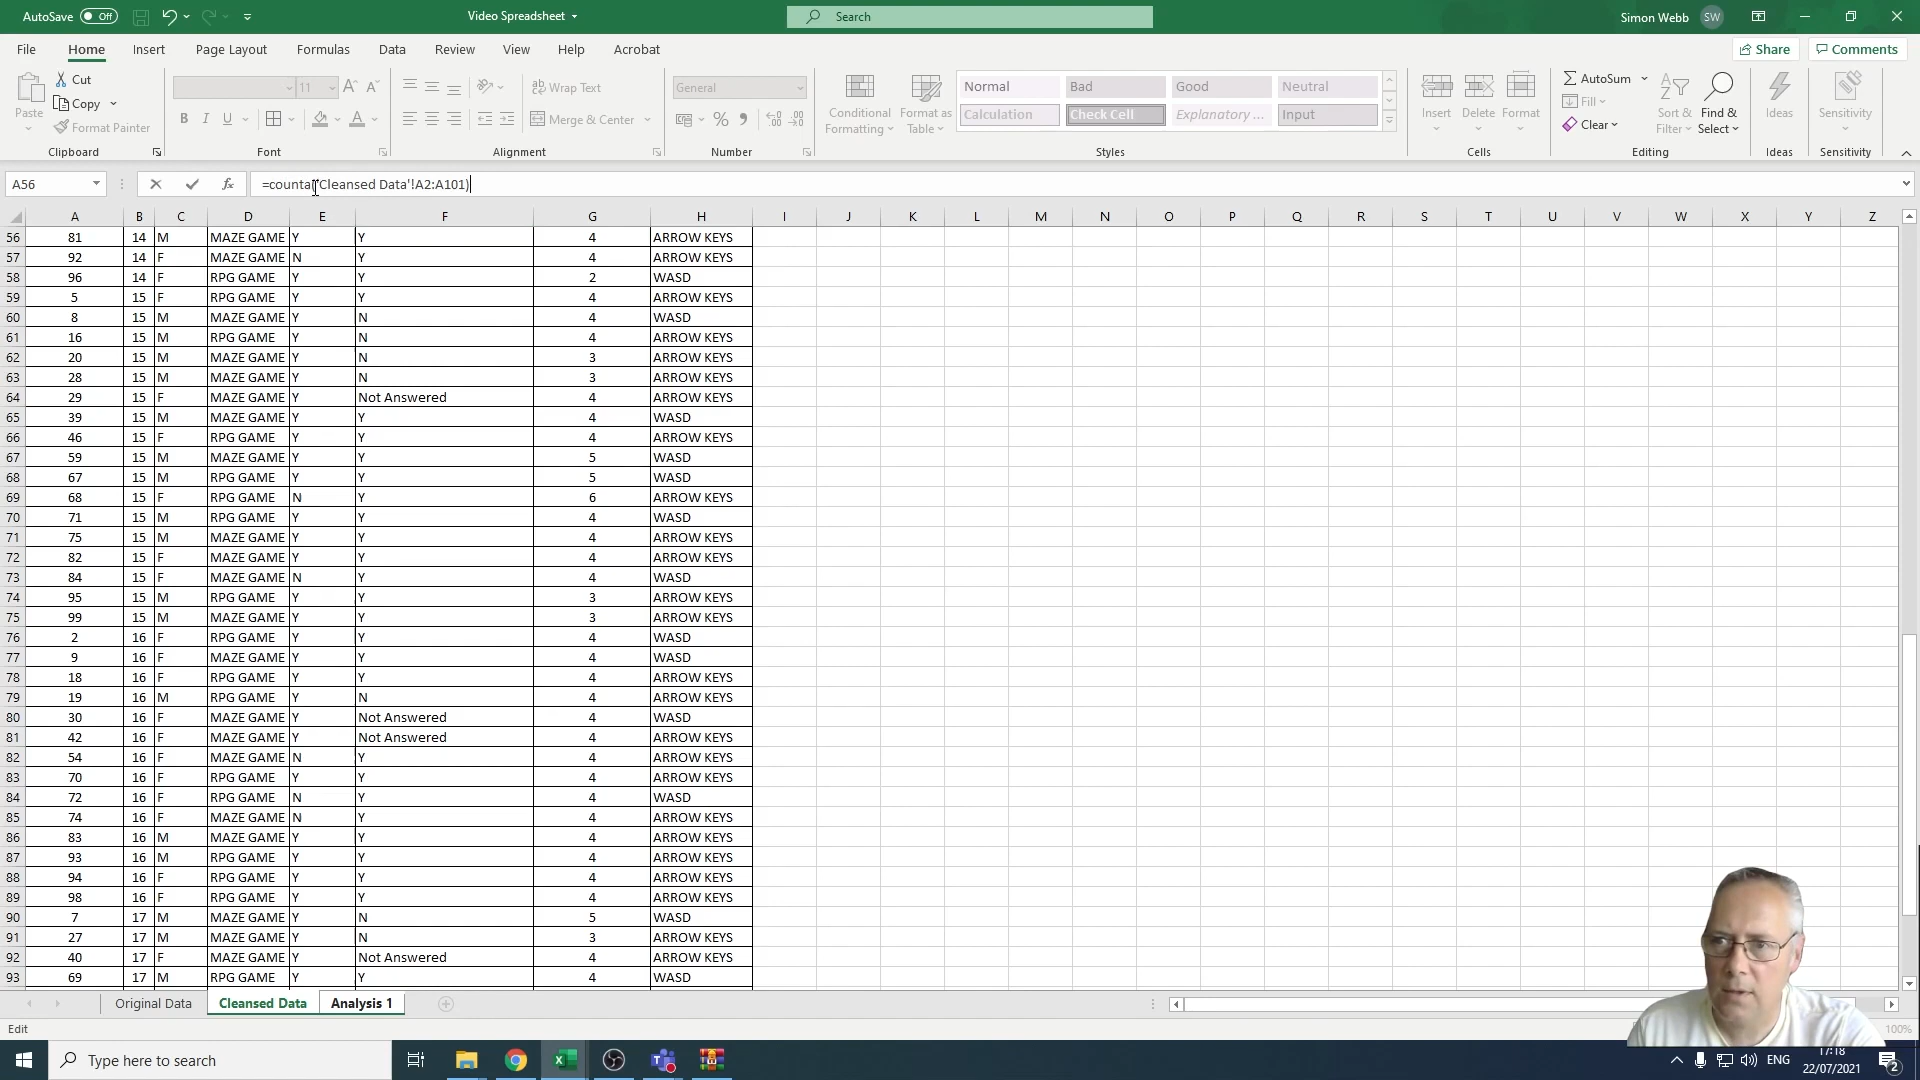 AutoSave Off Video Spreadsheet Search Simon Webb SW
File Home Insert Page Layout Formulas Data Review View Help Acrobat Share Comments
Paste Cut Copy Format Painter Clipboard
11 B I U Font
Wrap Text Merge & Center Alignment
General % Number
Conditional Formatting Format as Table
Normal Bad Good Neutral
Calculation Check Cell Explanatory ... Input
Styles
Insert Delete Format Cells
AutoSum Fill Clear Sort & Filter Find & Select Editing
Ideas Ideas
Sensitivity Sensitivity
A56 fx =counta('Cleansed Data'!A2:A101)
A B C D E F G H I J K L M N O P Q R S T U V W X Y Z
56 81 14 M MAZE GAME Y Y 4 ARROW KEYS
57 92 14 F MAZE GAME N Y 4 ARROW KEYS
58 96 14 F RPG GAME Y Y 2 WASD
59 5 15 F RPG GAME Y Y 4 ARROW KEYS
60 8 15 M MAZE GAME Y N 4 WASD
61 16 15 M RPG GAME Y N 4 ARROW KEYS
62 20 15 M MAZE GAME Y N 3 ARROW KEYS
63 28 15 M MAZE GAME Y N 3 ARROW KEYS
64 29 15 F MAZE GAME Y Not Answered 4 ARROW KEYS
65 39 15 M MAZE GAME Y Y 4 WASD
66 46 15 F RPG GAME Y Y 4 ARROW KEYS
67 59 15 M MAZE GAME Y Y 5 WASD
68 67 15 M RPG GAME Y Y 5 WASD
69 68 15 F RPG GAME N Y 6 ARROW KEYS
70 71 15 M RPG GAME Y Y 4 WASD
71 75 15 M MAZE GAME Y Y 4 ARROW KEYS
72 82 15 F MAZE GAME Y Y 4 ARROW KEYS
73 84 15 F MAZE GAME N Y 4 WASD
74 95 15 M RPG GAME Y Y 3 ARROW KEYS
75 99 15 M MAZE GAME Y Y 3 ARROW KEYS
76 2 16 F RPG GAME Y Y 4 WASD
77 9 16 F MAZE GAME Y Y 4 WASD
78 18 16 F RPG GAME Y Y 4 ARROW KEYS
79 19 16 M RPG GAME Y N 4 ARROW KEYS
80 30 16 F MAZE GAME Y Not Answered 4 WASD
81 42 16 F MAZE GAME Y Not Answered 4 ARROW KEYS
82 54 16 F MAZE GAME N Y 4 ARROW KEYS
83 70 16 F RPG GAME Y Y 4 ARROW KEYS
84 72 16 F RPG GAME N Y 4 WASD
85 74 16 F MAZE GAME N Y 4 ARROW KEYS
86 83 16 M MAZE GAME Y Y 4 ARROW KEYS
87 93 16 M RPG GAME Y Y 4 ARROW KEYS
88 94 16 F RPG GAME Y Y 4 ARROW KEYS
89 98 16 F RPG GAME Y Y 4 ARROW KEYS
90 7 17 M MAZE GAME Y N 5 WASD
91 27 17 M MAZE GAME Y N 3 ARROW KEYS
92 40 17 F MAZE GAME Y Not Answered 4 ARROW KEYS
93 69 17 M RPG GAME Y Y 4 WASD
Original Data Cleansed Data Analysis 1
Edit 100%
Type here to search ENG 17:18
22/07/2021 2